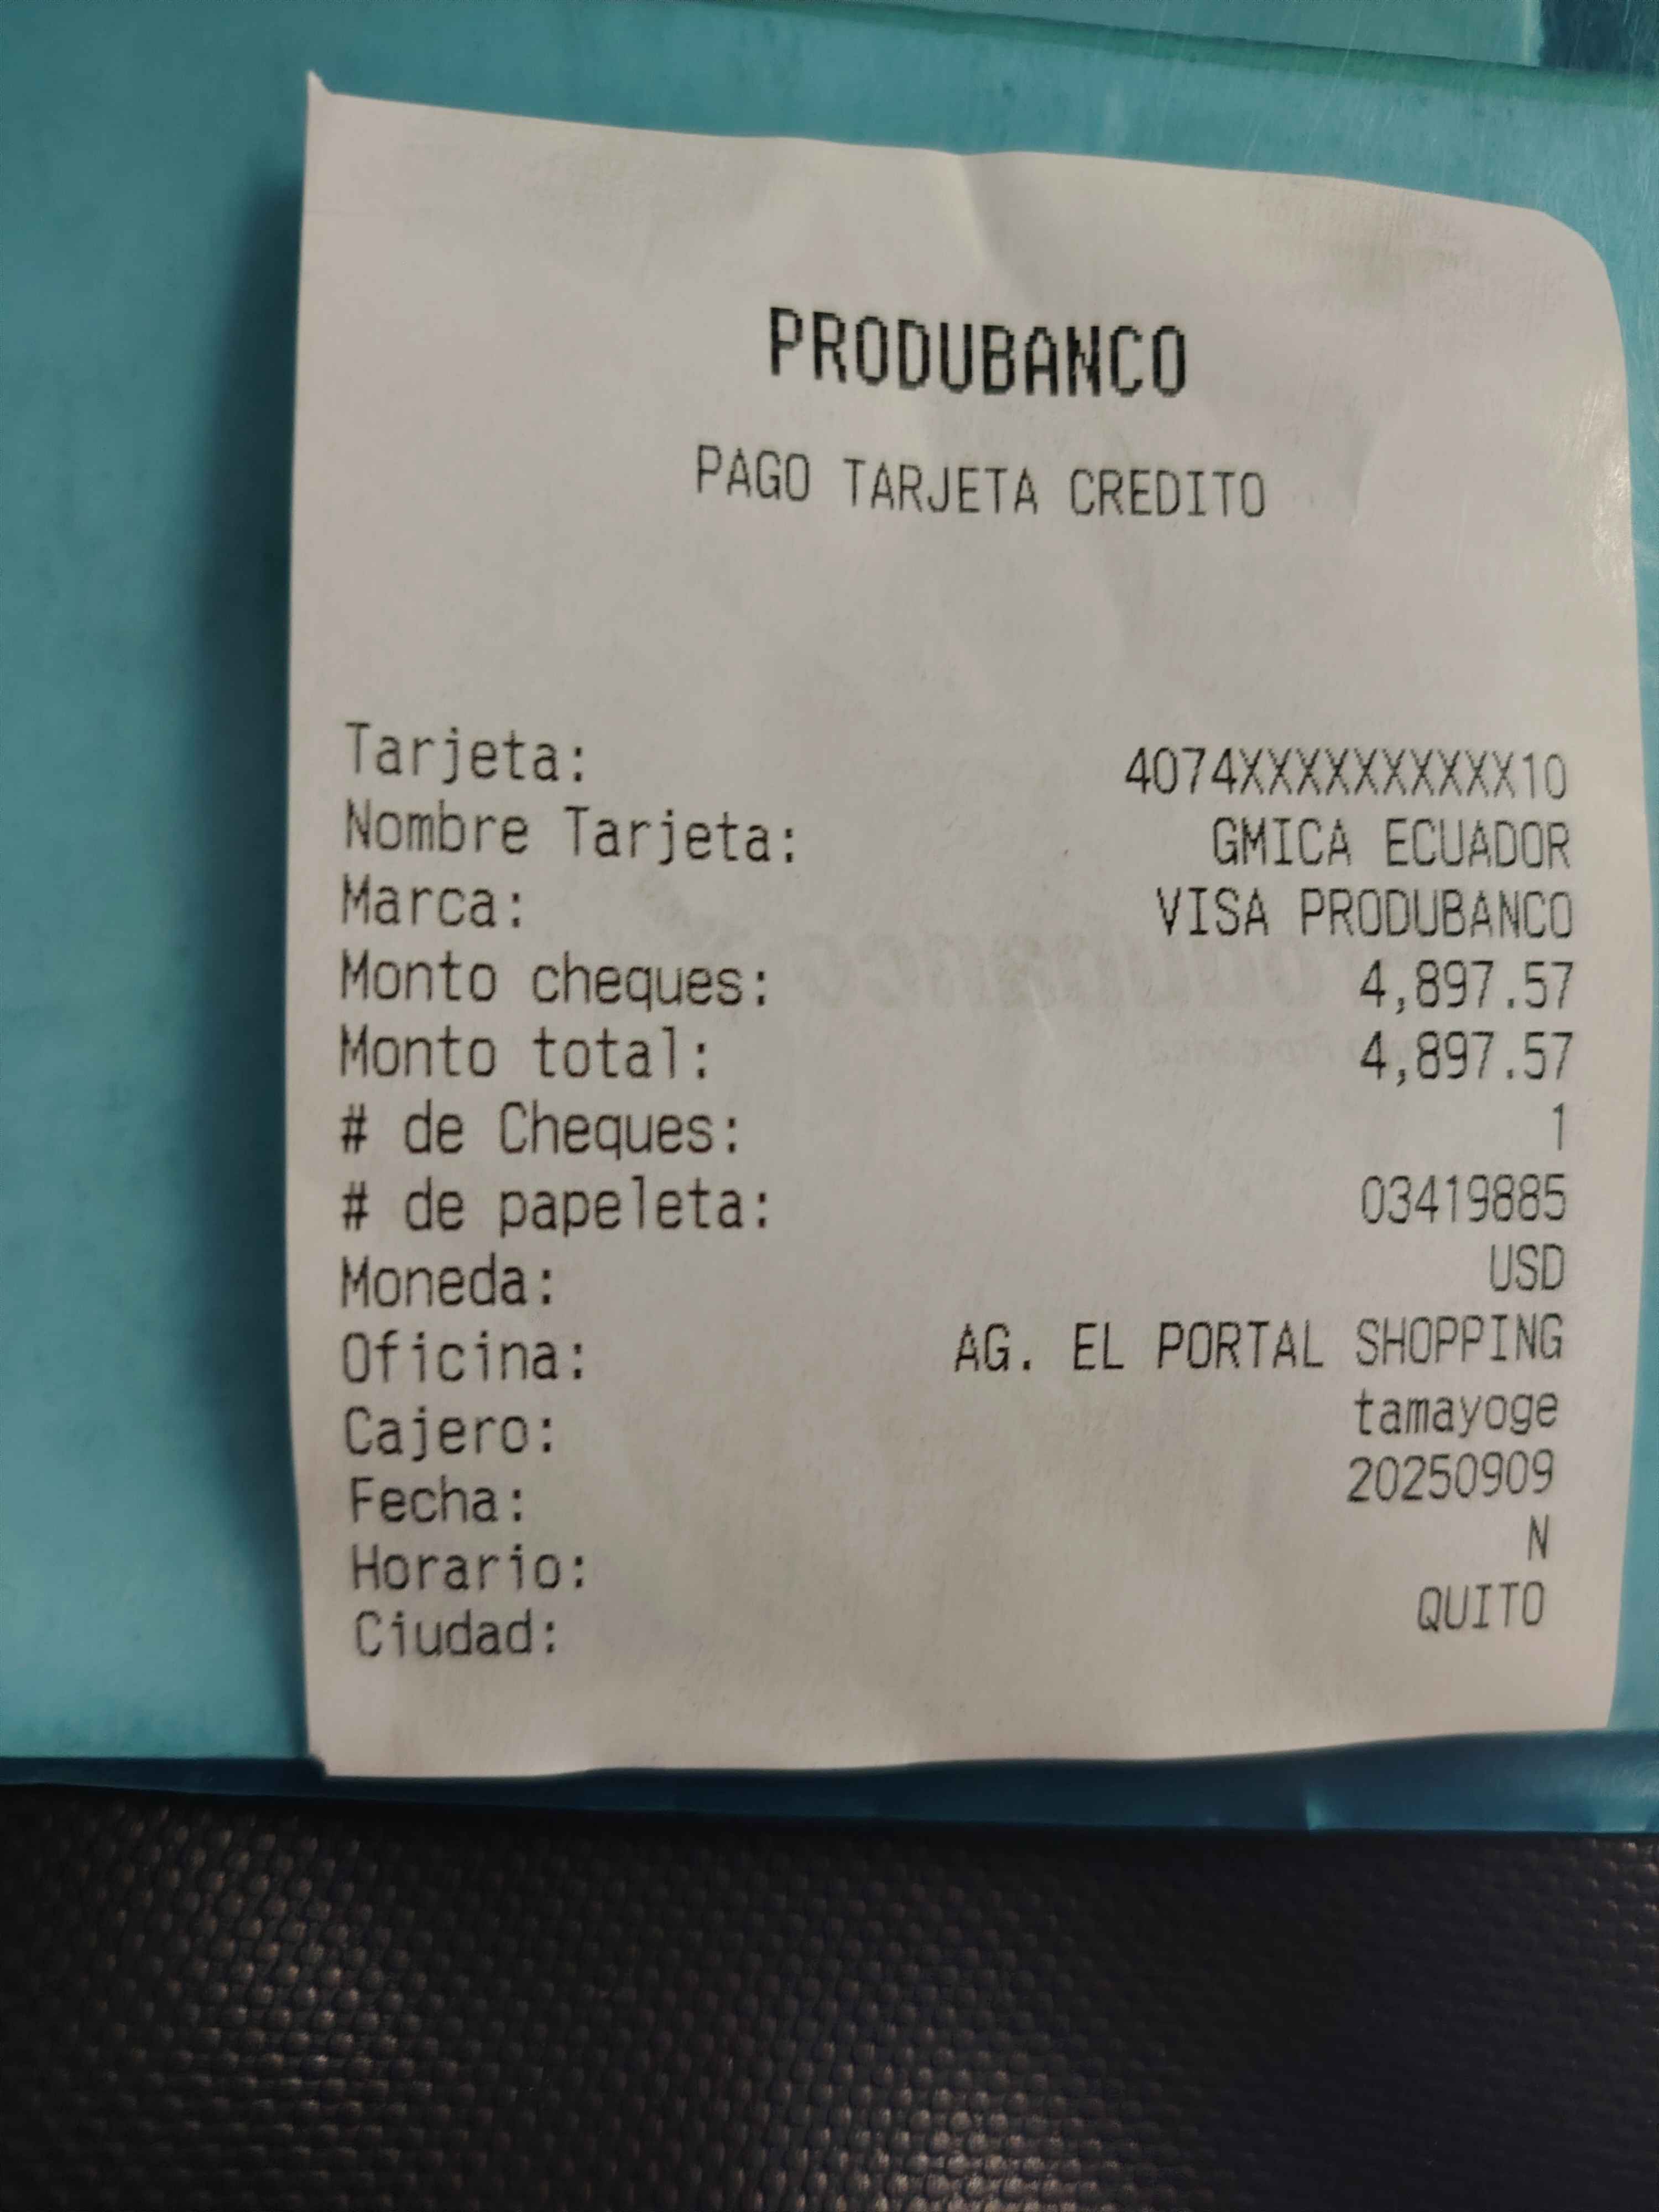 PRODUBANCO
PAGO TARJETA CREDITO
Tarjeta: 4074XXXXXXXXXX10
Nombre Tarjeta: GMICA ECUADOR
Marca: VISA PRODUBANCO
Monto cheques: 4,897.57
Monto total: 4,897.57
# de Cheques: 1
# de papeleta: 03419885
Moneda: USD
Oficina: AG. EL PORTAL SHOPPING
Cajero: tamayoge
Fecha: 20250909
Horario: N
Ciudad: QUITO